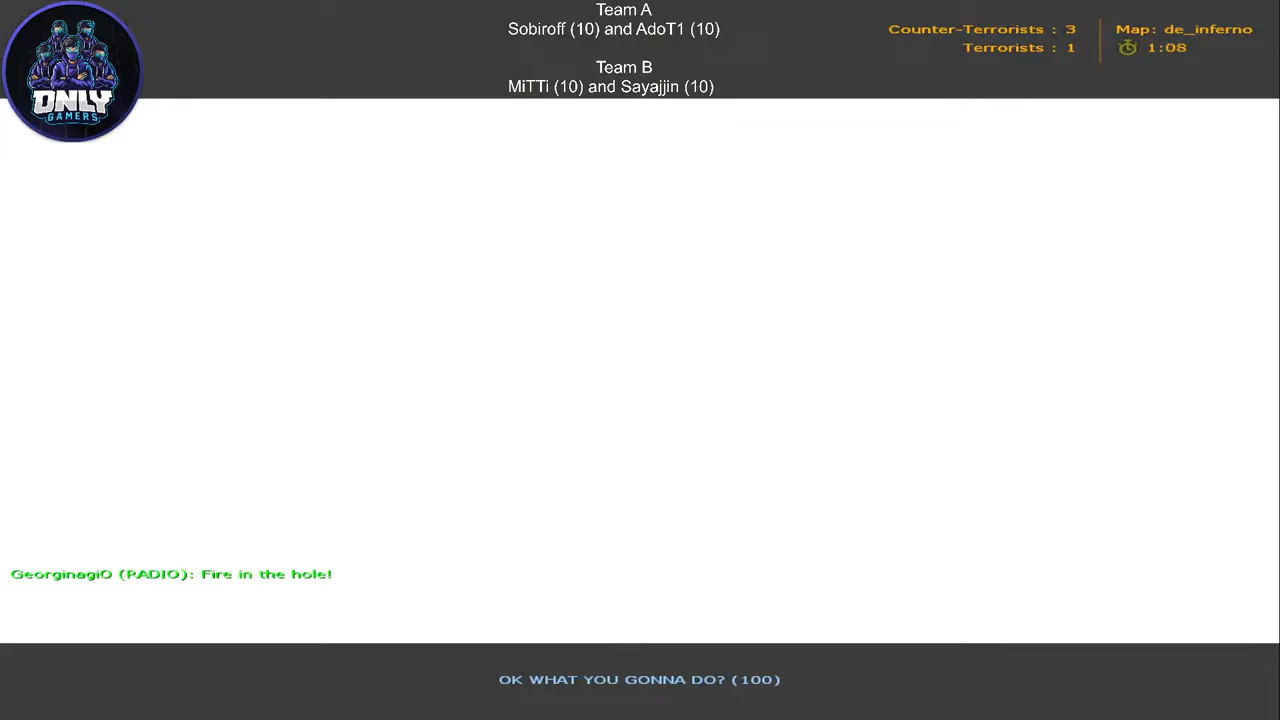 ONLY
GAMERS
Team A
Sobiroff (10) and AdoT1 (10)
Team B
MiTTi (10) and Sayajjin (10)
Counter-Terrorists : 3
Terrorists : 1
Map: de_inferno
1:08
GeorginagiO (RADIO): Fire in the hole!
OK WHAT YOU GONNA DO? (100)